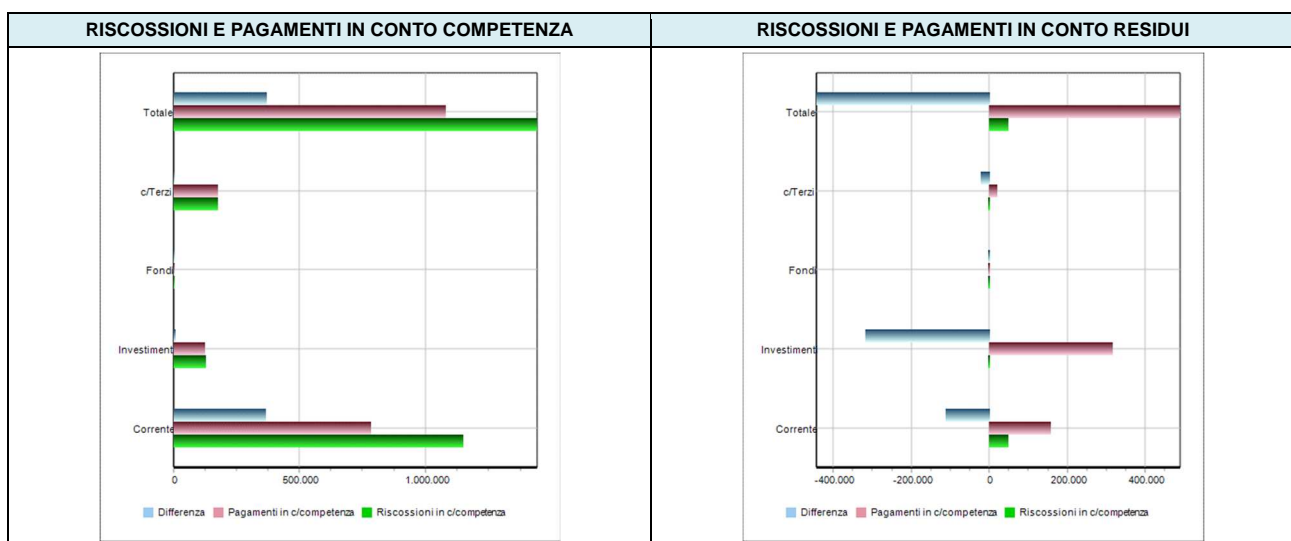 RISCOSSIONI E PAGAMENTI IN CONTO COMPETENZA
Totale
c/Terzi
Fondi
Investimenti
Corrente
0 500.000 1.000.000
Differenza Pagamenti in c/competenza Riscossioni in c/competenza
RISCOSSIONI E PAGAMENTI IN CONTO RESIDUI
Totale
c/Terzi
Fondi
Investimenti
Corrente
-400.000 -200.000 0 200.000 400.000
Differenza Pagamenti in c/competenza Riscossioni in c/competenza